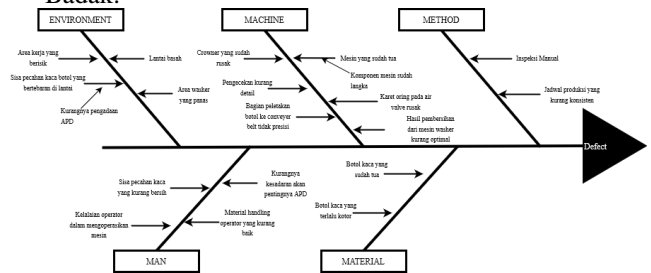 Badak.
ENVIRONMENT
MACHINE
METHOD
Area kerja yang
berisik
Lantai basah
Sisa pecahan kaca botol yang
bertebaran di lantai
Area washer
yang panas
Kurangnya pengadaan
APD
Crowner yang sudah
rusak
Mesin yang sudah tua
Komponen mesin sudah
langka
Pengecekan kurang
detail
Karet oring pada air
valve rusak
Bagian peletakan
botol ke conveyer
belt tidak presisi
Hasil pembersihan
dari mesin washer
kurang optimal
Inspeksi Manual
Jadwal produksi yang
kurang konsisten
Defect
Sisa pecahan kaca
yang kurang bersih
Kurangnya
kesadaran akan
pentingnya APD
Kelalaian operator
dalam mengoperasikan
mesin
Material handling
operator yang kurang
baik
Botol kaca yang
sudah tua
Botol kaca yang
terlalu kotor
MAN
MATERIAL